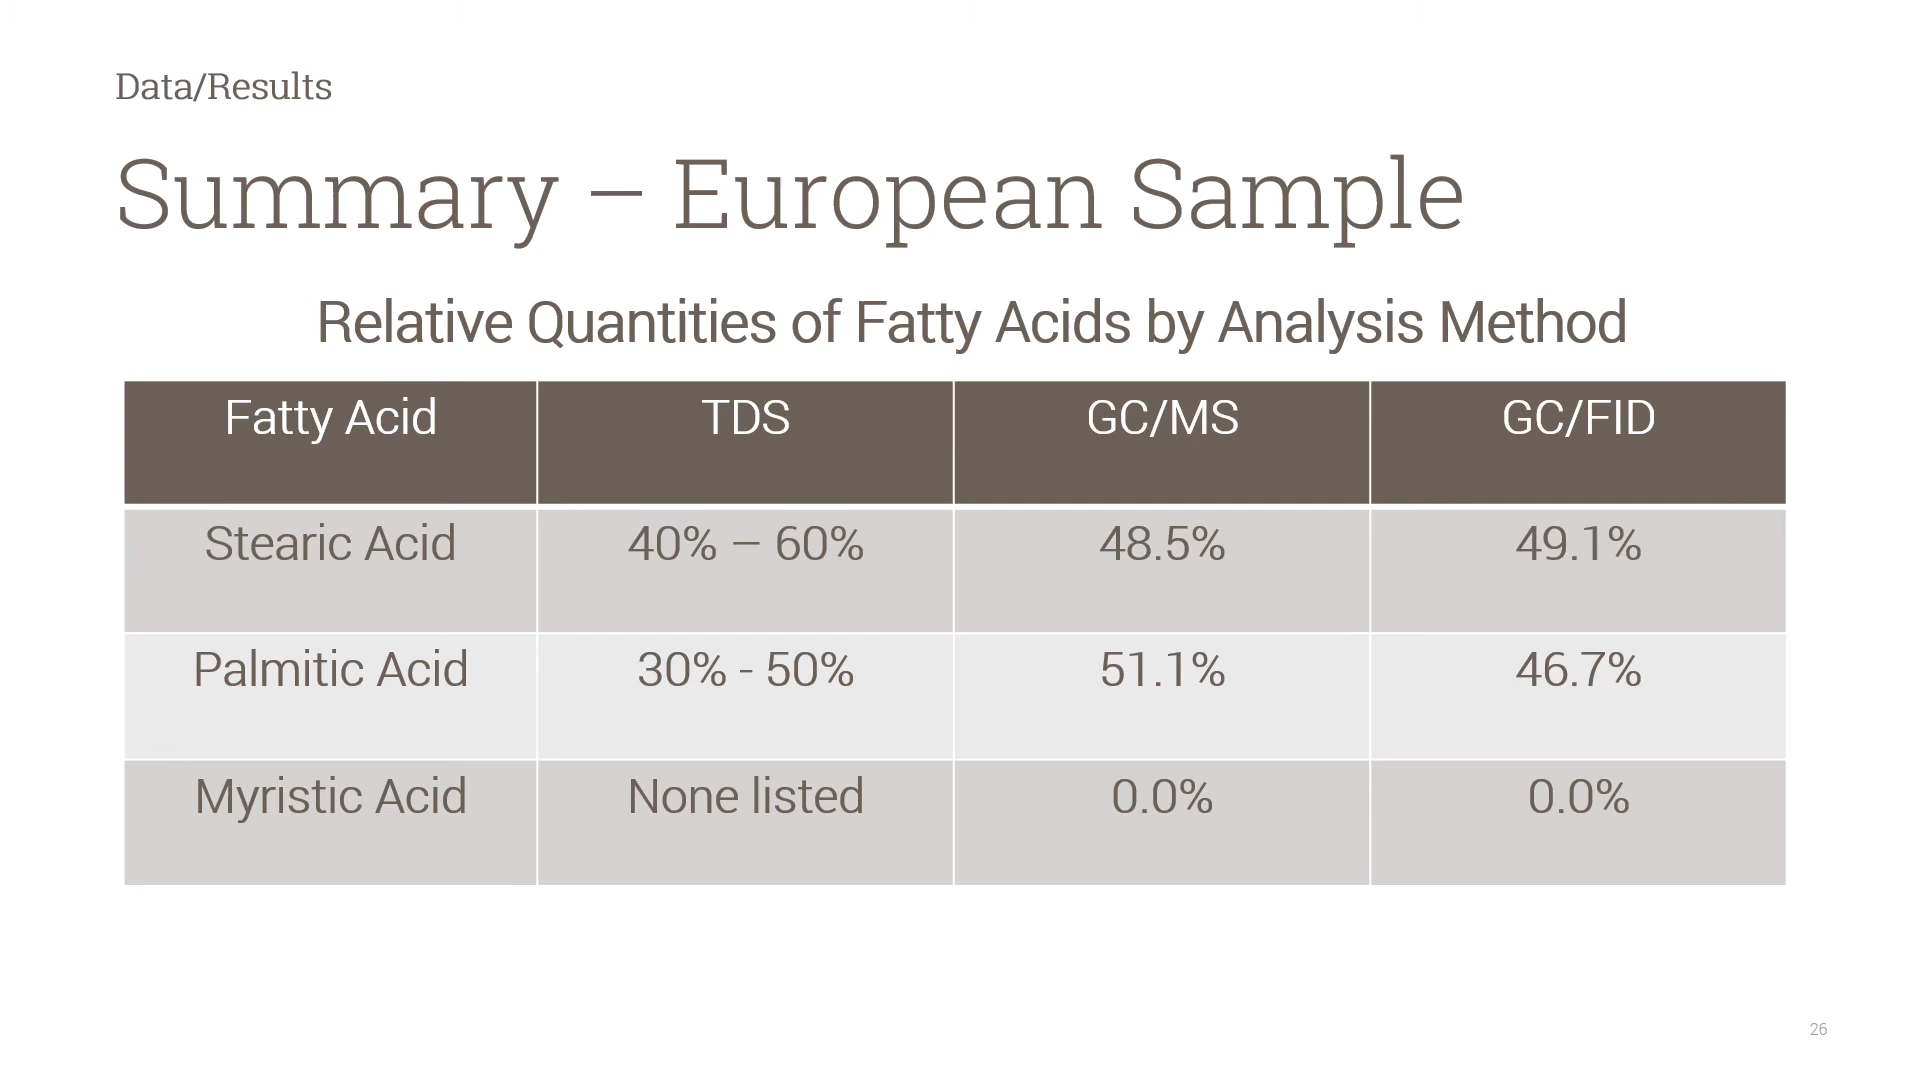 Data/Results
Summary – European Sample
Relative Quantities of Fatty Acids by Analysis Method
Fatty Acid TDS GC/MS GC/FID
Stearic Acid 40% – 60% 48.5% 49.1%
Palmitic Acid 30% - 50% 51.1% 46.7%
Myristic Acid None listed 0.0% 0.0%
26